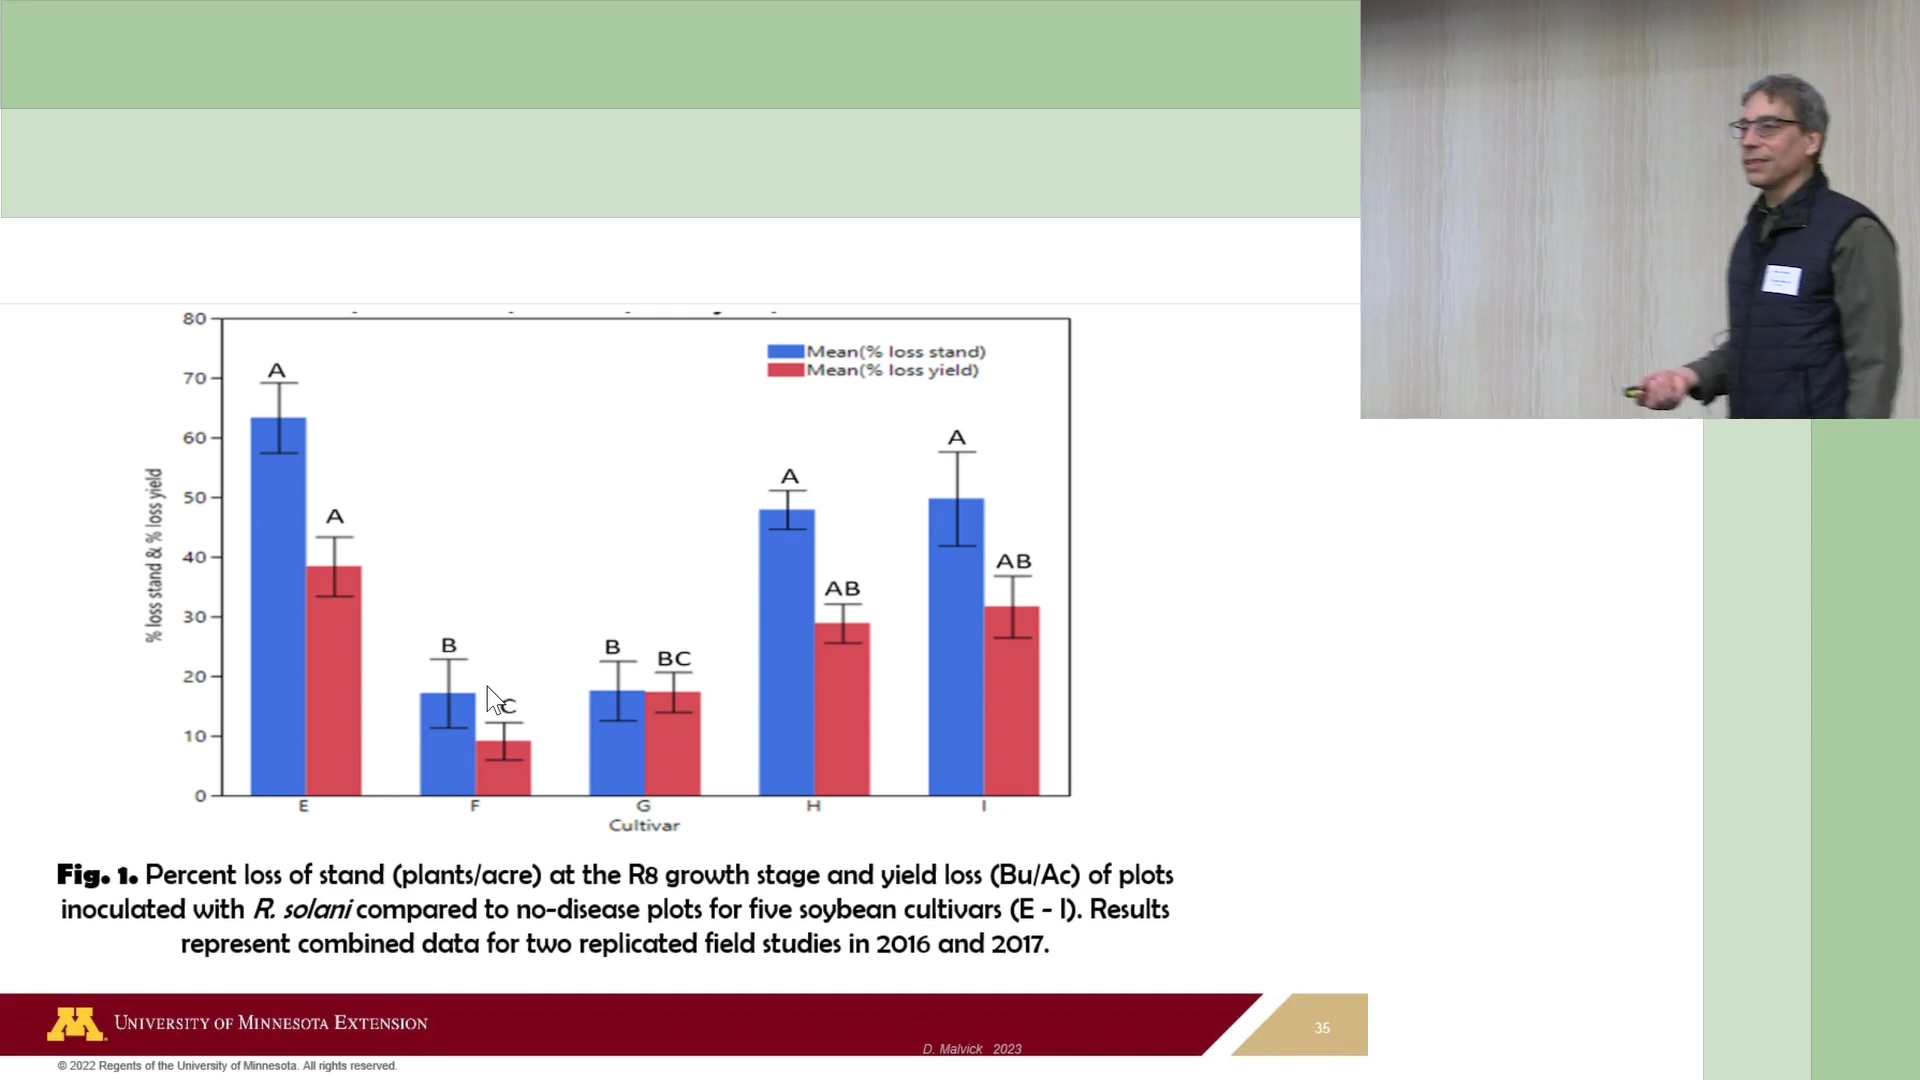 80
Mean(% loss stand)
Mean(% loss yield)
70
60
50
40
30
20
10
0
% loss stand & % loss yield
A
A
B
C
B
BC
A
AB
A
AB
E
F
G
H
I
Cultivar
Fig. 1. Percent loss of stand (plants/acre) at the R8 growth stage and yield loss (Bu/Ac) of plots
inoculated with R. solani compared to no-disease plots for five soybean cultivars (E - I). Results
represent combined data for two replicated field studies in 2016 and 2017.
UNIVERSITY OF MINNESOTA EXTENSION
35
D. Malvick 2023
© 2022 Regents of the University of Minnesota. All rights reserved.